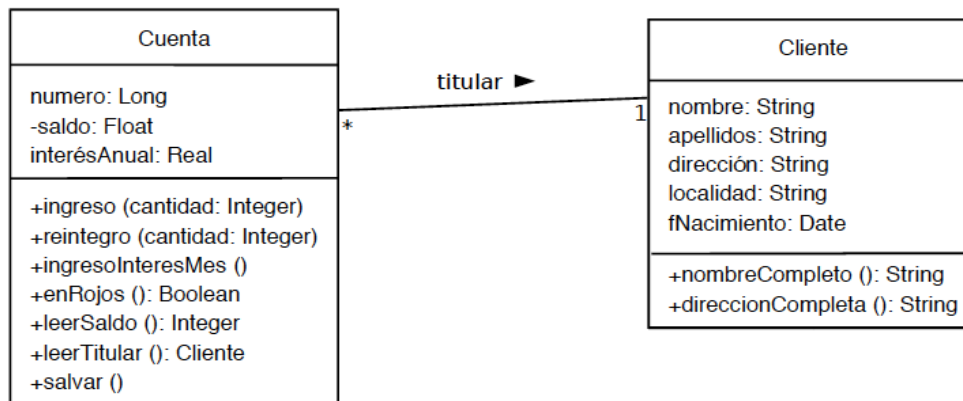 Cuenta
numero: Long
-saldo: Float
interésAnual: Real
+ingreso (cantidad: Integer)
+reintegro (cantidad: Integer)
+ingresoInteresMes ()
+enRojos (): Boolean
+leerSaldo (): Integer
+leerTitular (): Cliente
+salvar ()
titular ►
*
1
Cliente
nombre: String
apellidos: String
dirección: String
localidad: String
fNacimiento: Date
+nombreCompleto (): String
+direccionCompleta (): String